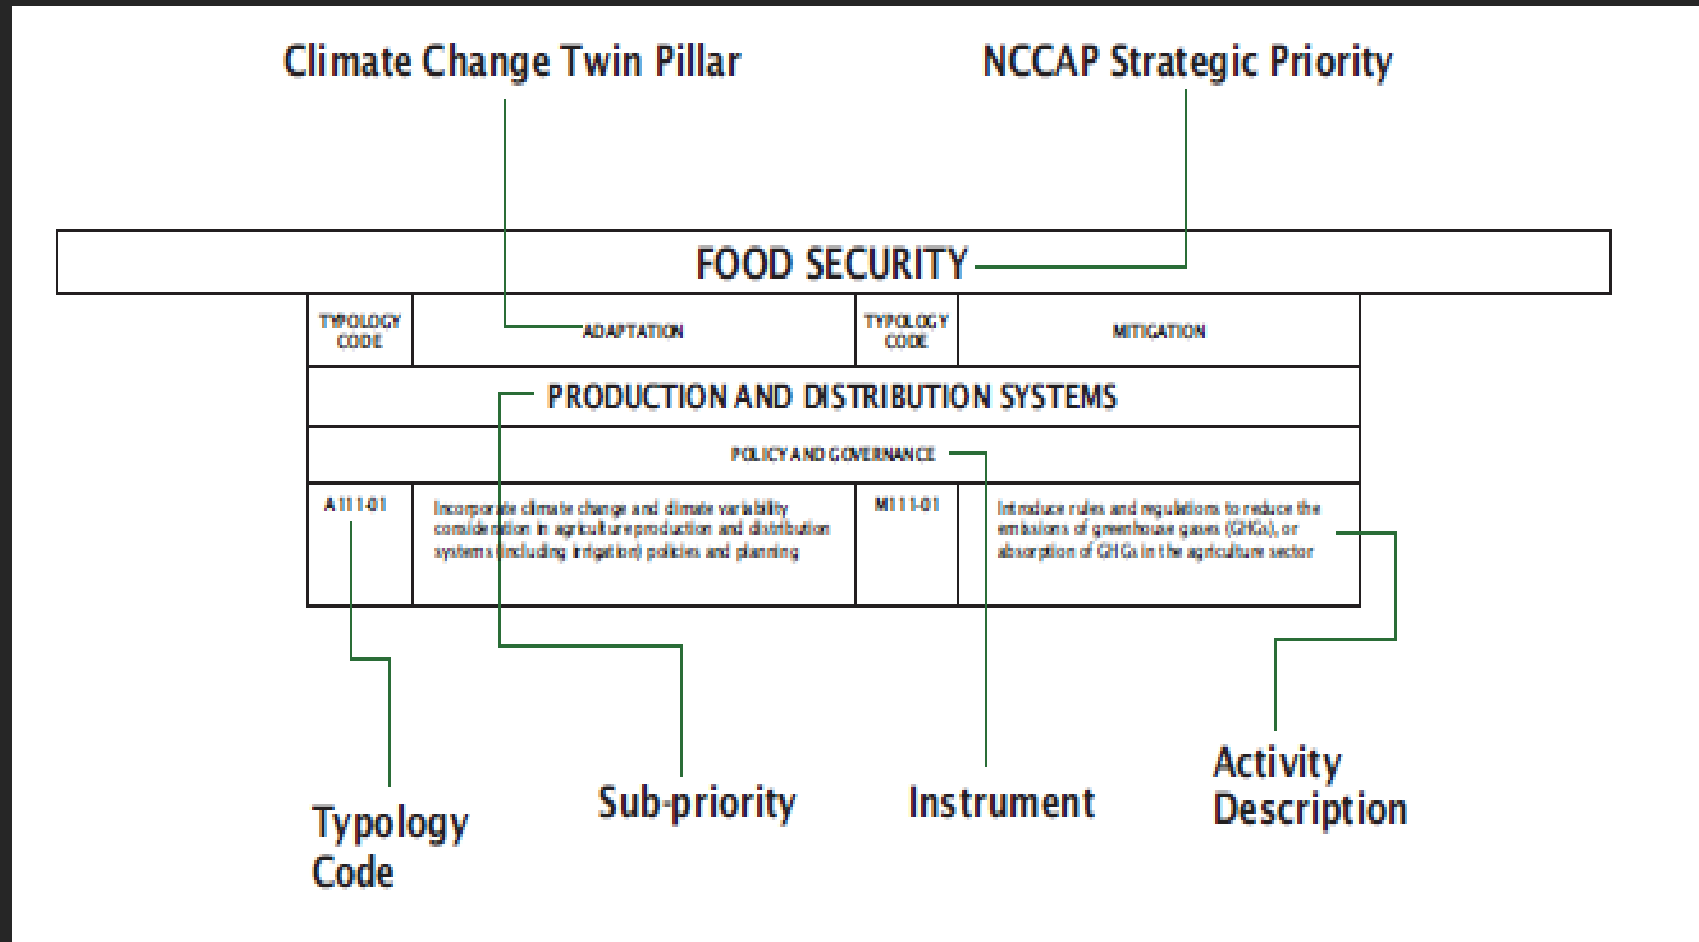 Climate Change Twin Pillar
NCCAP Strategic Priority
FOOD SECURITY
TYPOLOGY
CODE
ADAPTATION
TYPOLOGY
CODE
MITIGATION
PRODUCTION AND DISTRIBUTION SYSTEMS
POLICY AND GOVERNANCE
A111-01
Incorporate climate change and climate variability
consideration in agriculture production and distribution
systems (including irrigation) policies and planning
M111-01
Introduce rules and regulations to reduce the
emissions of greenhouse gases (GHGs), or
absorption of GHGs in the agriculture sector
Typology
Code
Sub-priority
Instrument
Activity
Description